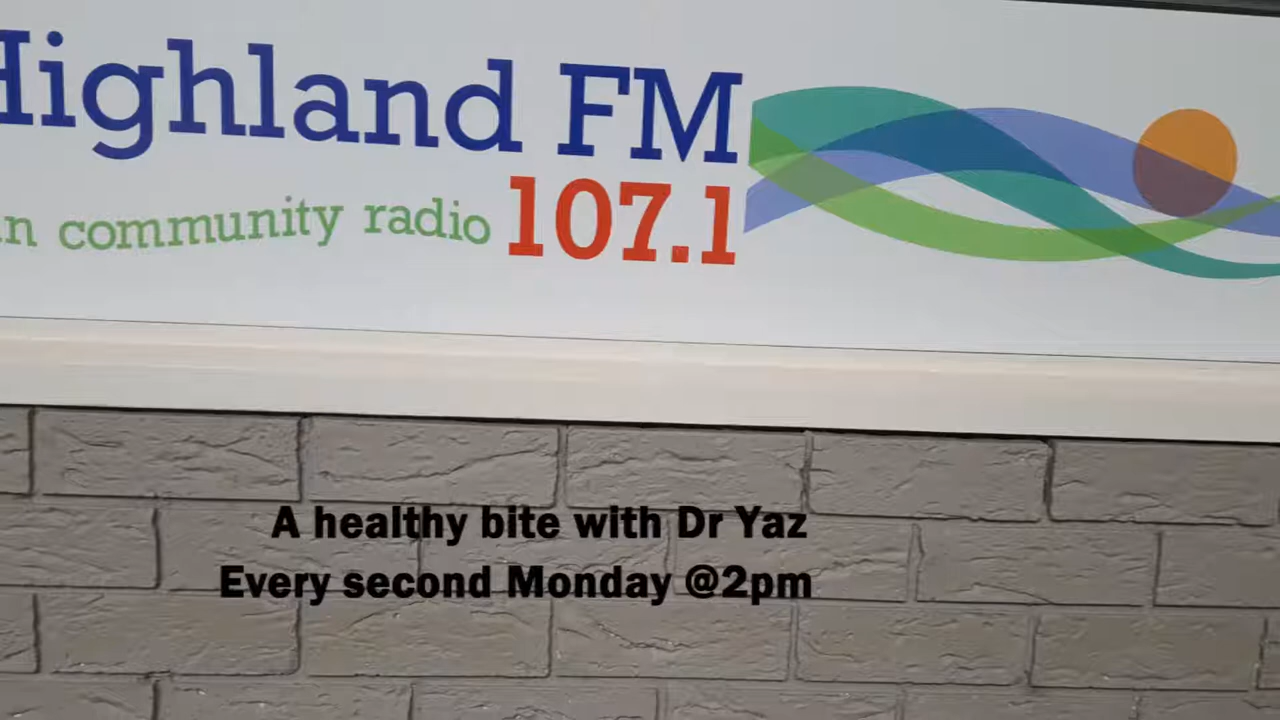 Highland FM
n community radio 107.1
A healthy bite with Dr Yaz
Every second Monday @2pm